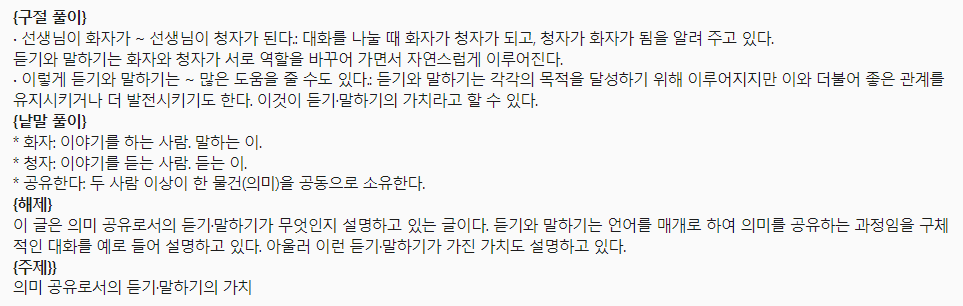 {구절 풀이}
· 선생님이 화자가 ~ 선생님이 청자가 된다.: 대화를 나눌 때 화자가 청자가 되고, 청자가 화자가 됨을 알려 주고 있다.
듣기와 말하기는 화자와 청자가 서로 역할을 바꾸어 가면서 자연스럽게 이루어진다.
· 이렇게 듣기와 말하기는 ~ 많은 도움을 줄 수도 있다.: 듣기와 말하기는 각각의 목적을 달성하기 위해 이루어지지만 이와 더불어 좋은 관계를
유지시키거나 더 발전시키기도 한다. 이것이 듣기·말하기의 가치라고 할 수 있다.
{낱말 풀이}
* 화자: 이야기를 하는 사람. 말하는 이.
* 청자: 이야기를 듣는 사람. 듣는 이.
* 공유한다: 두 사람 이상이 한 물건(의미)을 공동으로 소유한다.
{해제}
이 글은 의미 공유로서의 듣기·말하기가 무엇인지 설명하고 있는 글이다. 듣기와 말하기는 언어를 매개로 하여 의미를 공유하는 과정임을 구체
적인 대화를 예로 들어 설명하고 있다. 아울러 이런 듣기·말하기가 가진 가치도 설명하고 있다.
{주제}}
의미 공유로서의 듣기·말하기의 가치